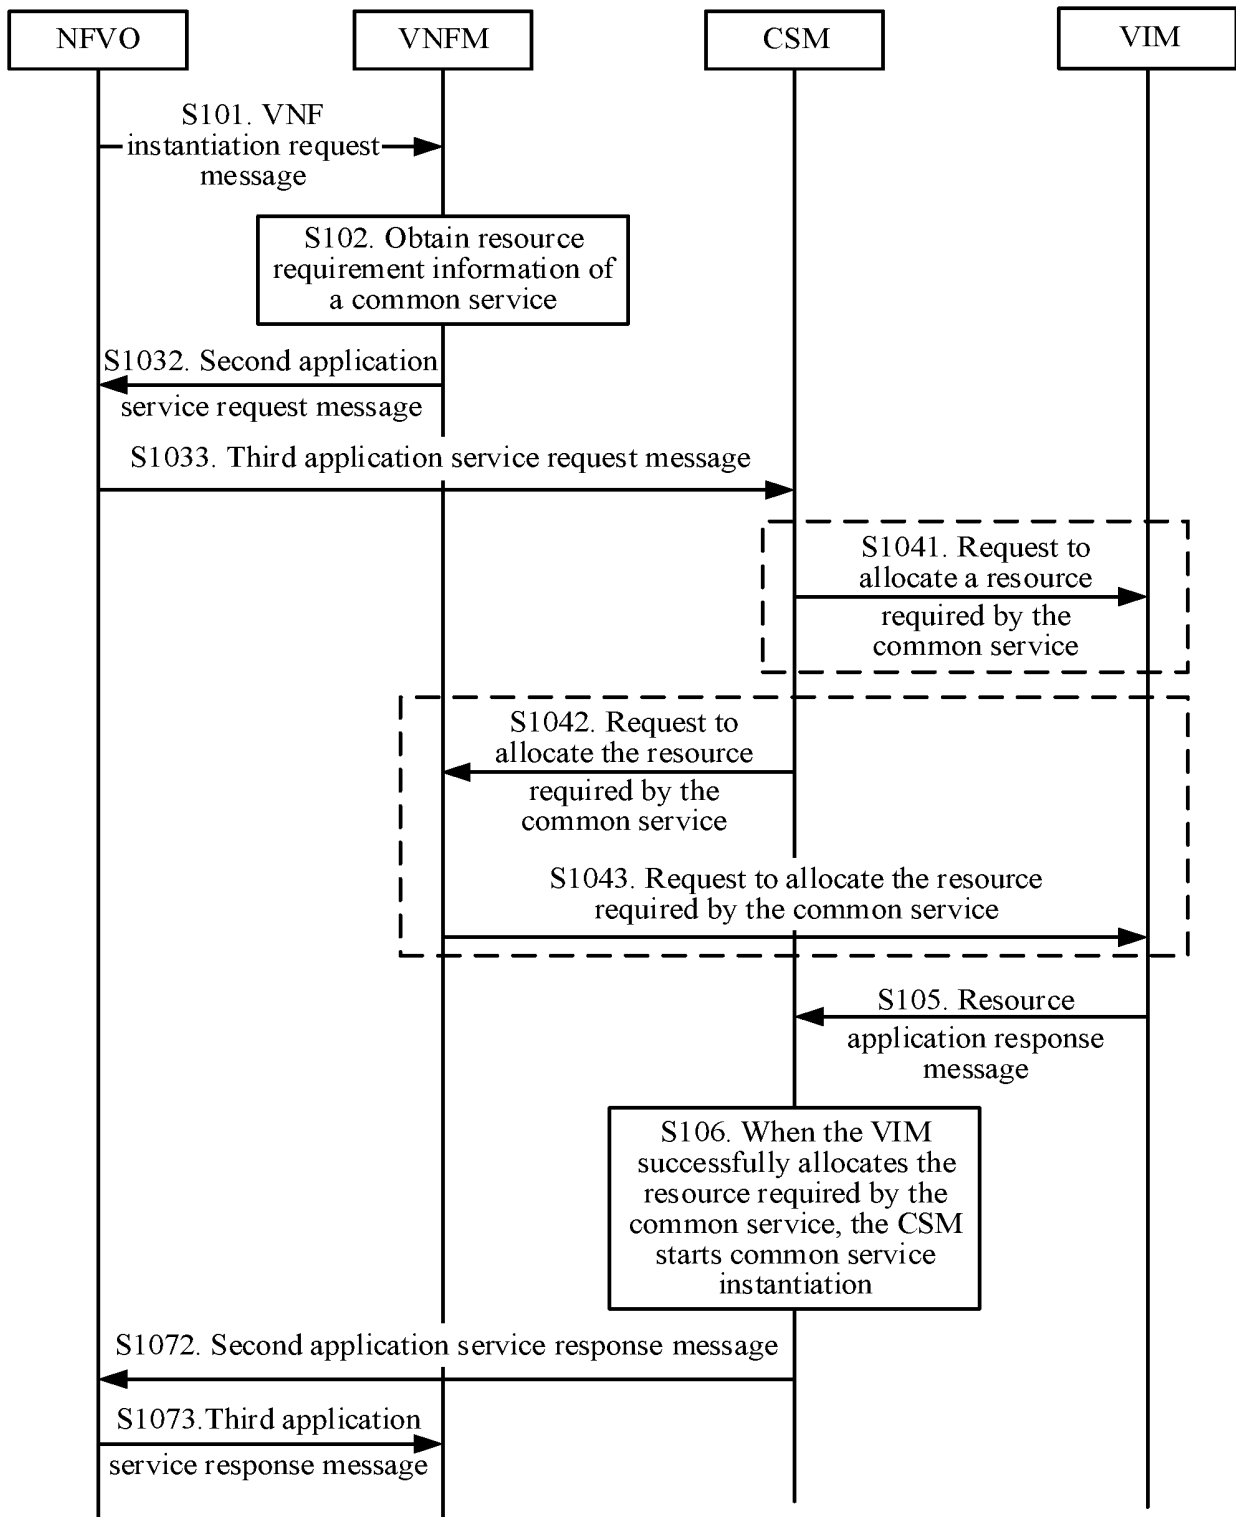 NFVO
VNFM
CSM
VIM
S101. VNF
instantiation request
message
S102. Obtain resource
requirement information of
a common service
S1032. Second application
service request message
S1033. Third application service request message
S1041. Request to
allocate a resource
required by the
common service
S1042. Request to
allocate the resource
required by the
common service
S1043. Request to allocate the resource
required by the common service
S105. Resource
application response
message
S106. When the VIM
successfully allocates the
resource required by the
common service, the CSM
starts common service
instantiation
S1072. Second application service response message
S1073.Third application
service response message